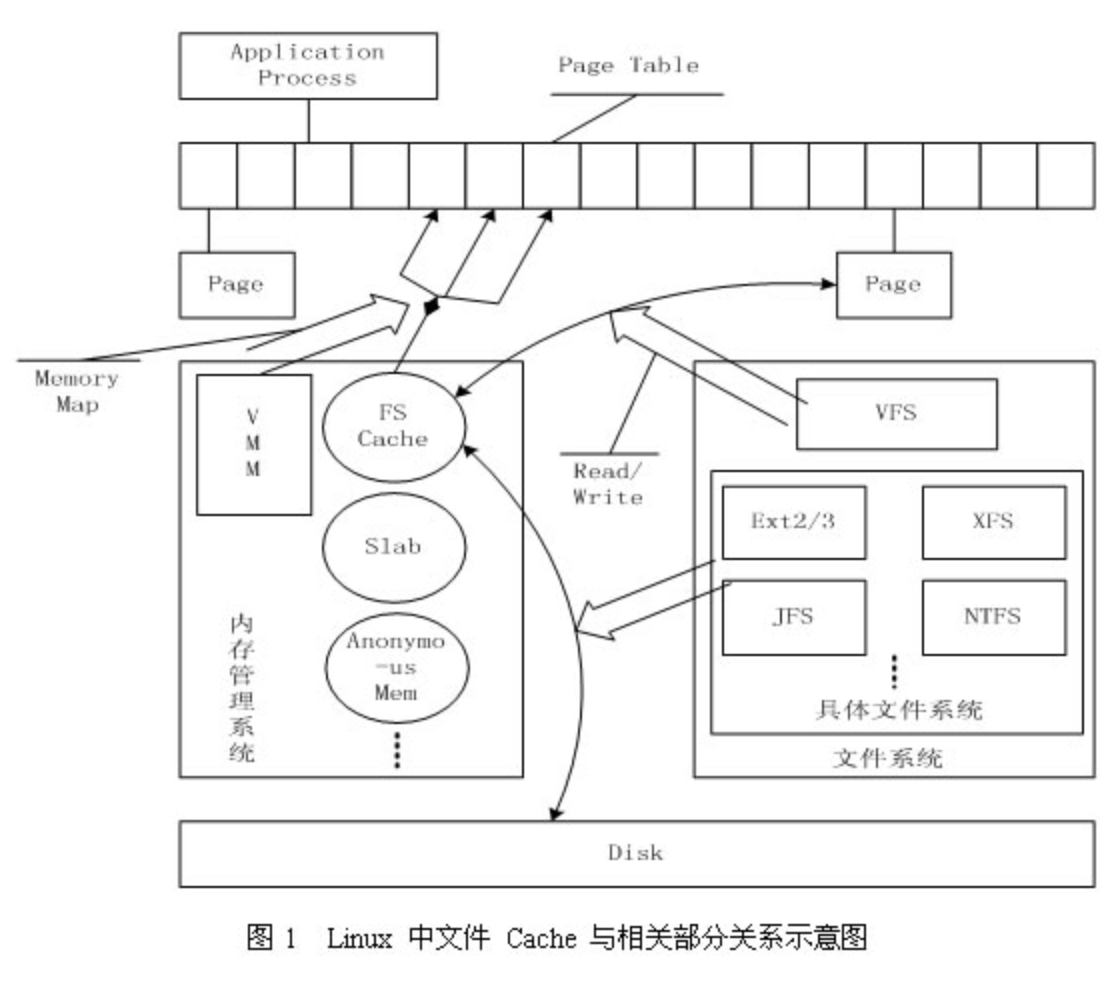 Application
Process
Page Table
Page
Page
Memory
Map
V
M
M
FS
Cache
Slab
Anonymo
-us
Mem
内
存
管
理
系
统
Read/
Write
VFS
Ext2/3
XFS
JFS
NTFS
具体文件系统
文件系统
Disk
图 1 Linux 中文件 Cache 与相关部分关系示意图